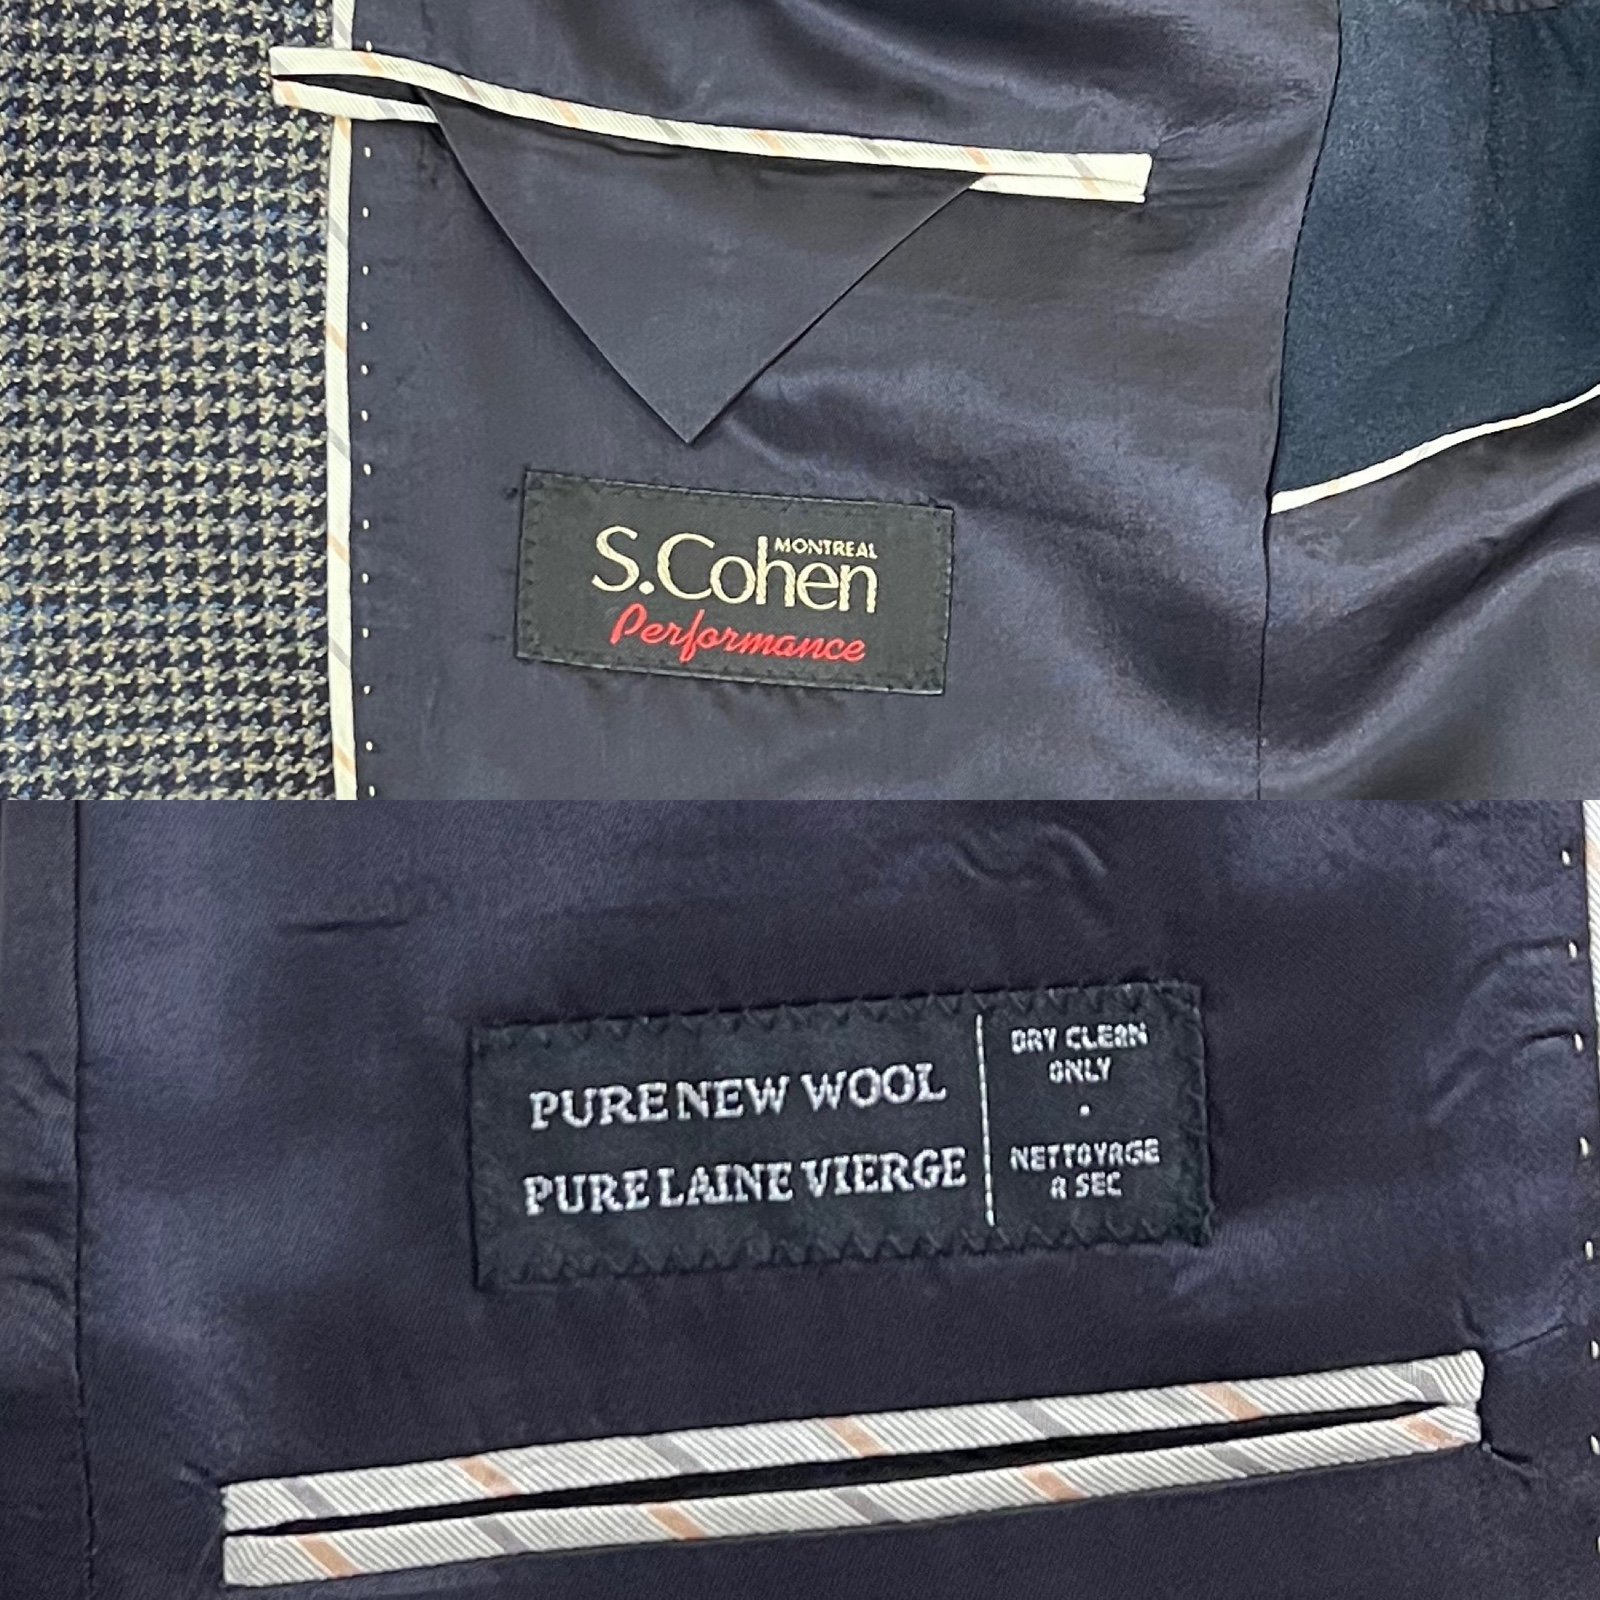 MONTREAL
S.Cohen
Performance
PURE NEW WOOL
PURE LAINE VIERGE
DRY CLEAN
ONLY
•
NETTOYAGE
A SEC